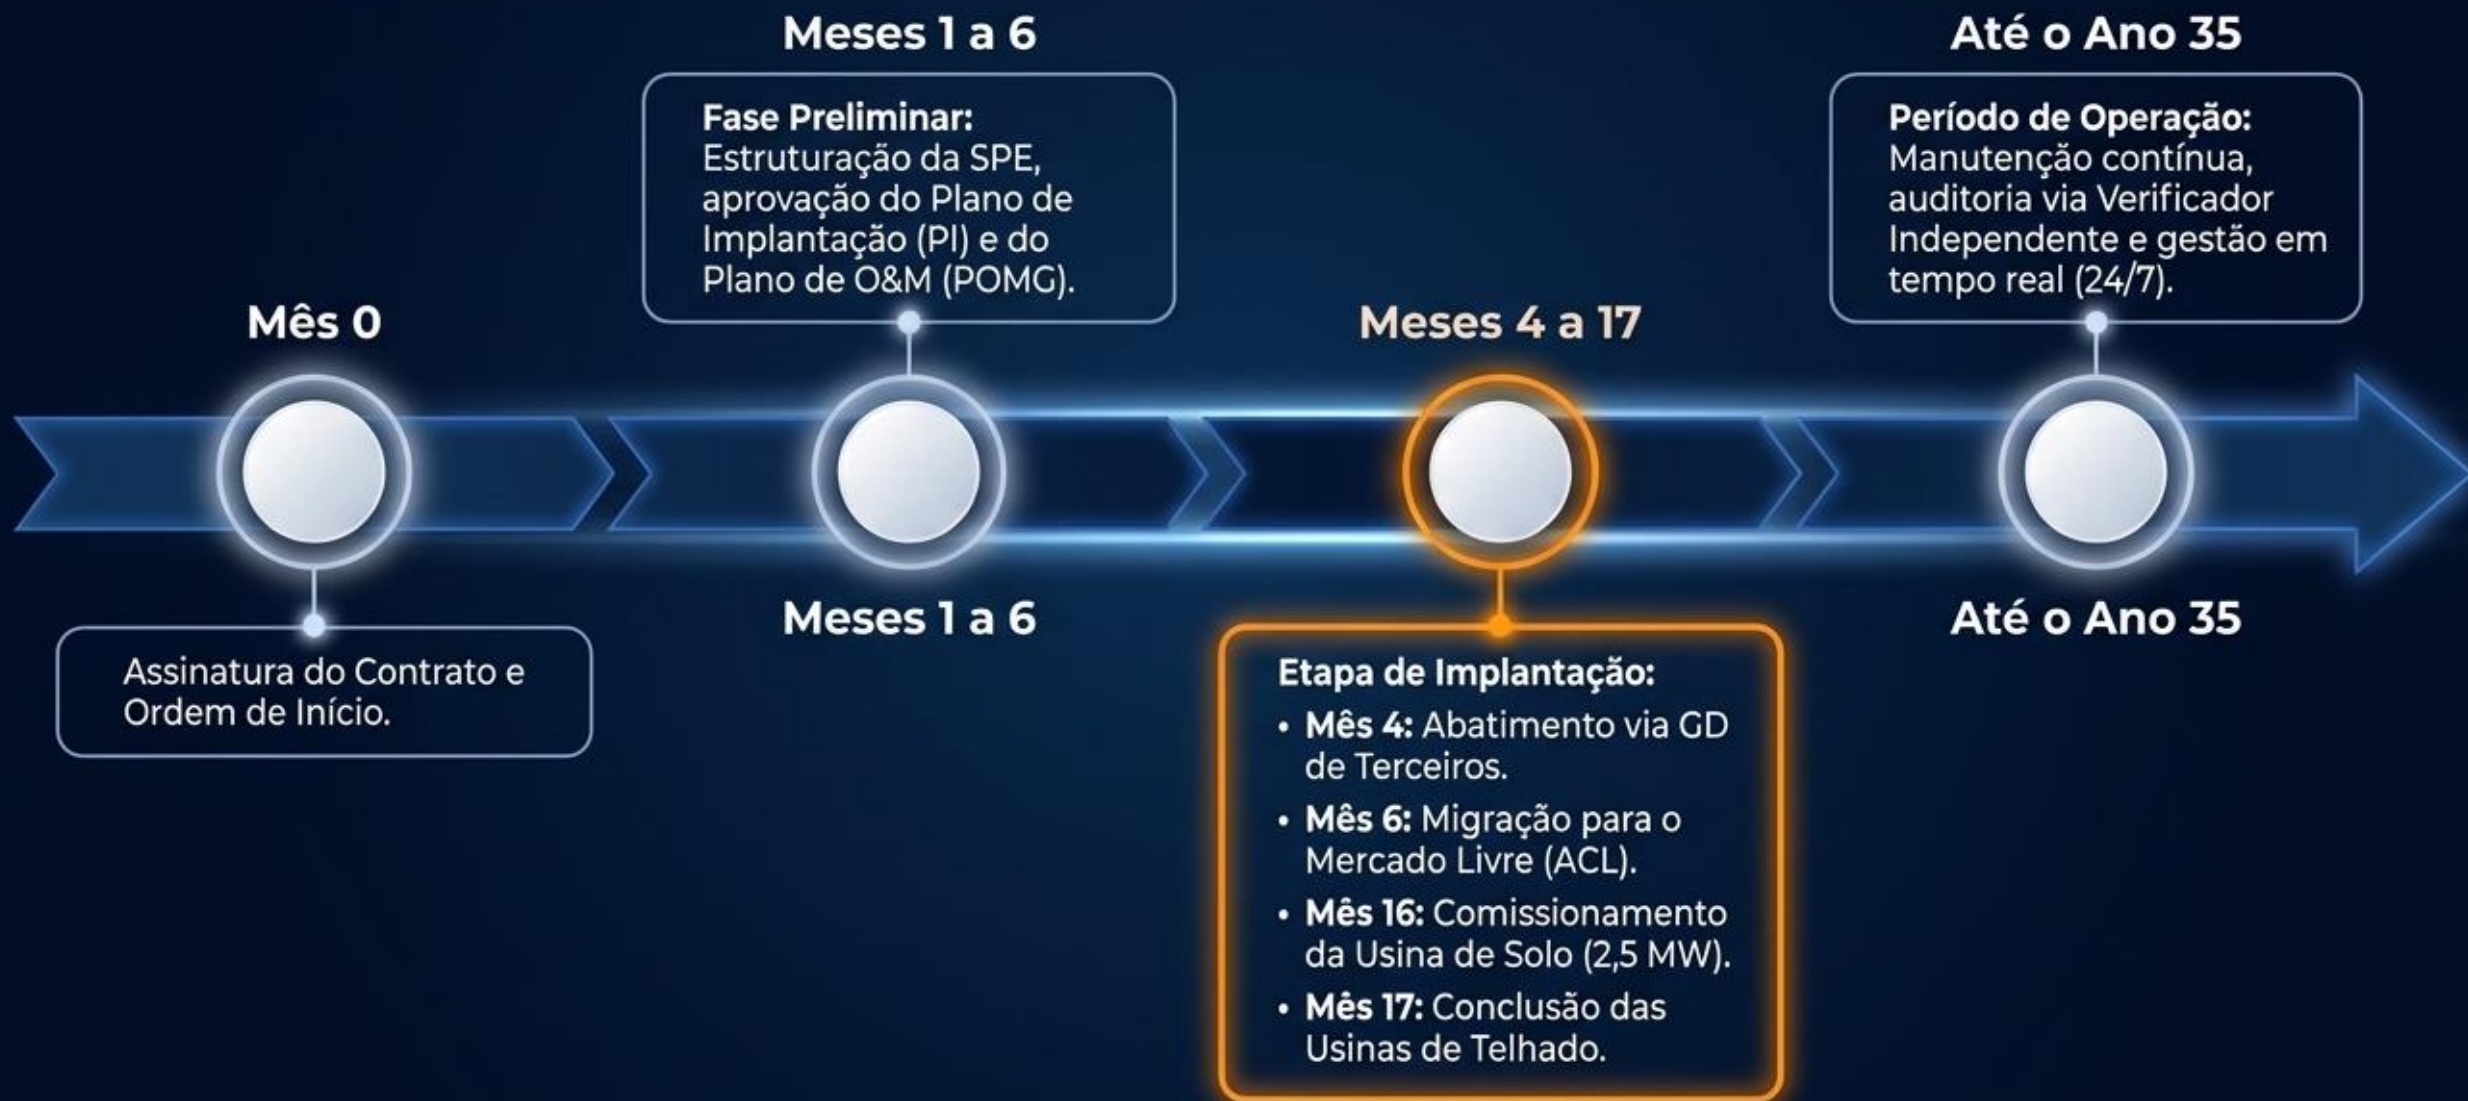 Mês 0
Assinatura do Contrato e
Ordem de Início.
Meses 1 a 6
Fase Preliminar:
Estruturação da SPE,
aprovação do Plano de
Implantação (PI) e do
Plano de O&M (POMG).
Meses 1 a 6
Meses 4 a 17
Etapa de Implantação:
• Mês 4: Abatimento via GD
de Terceiros.
• Mês 6: Migração para o
Mercado Livre (ACL).
• Mês 16: Comissionamento
da Usina de Solo (2,5 MW).
• Mês 17: Conclusão das
Usinas de Telhado.
Até o Ano 35
Período de Operação:
Manutenção contínua,
auditoria via Verificador
Independente e gestão em
tempo real (24/7).
Até o Ano 35